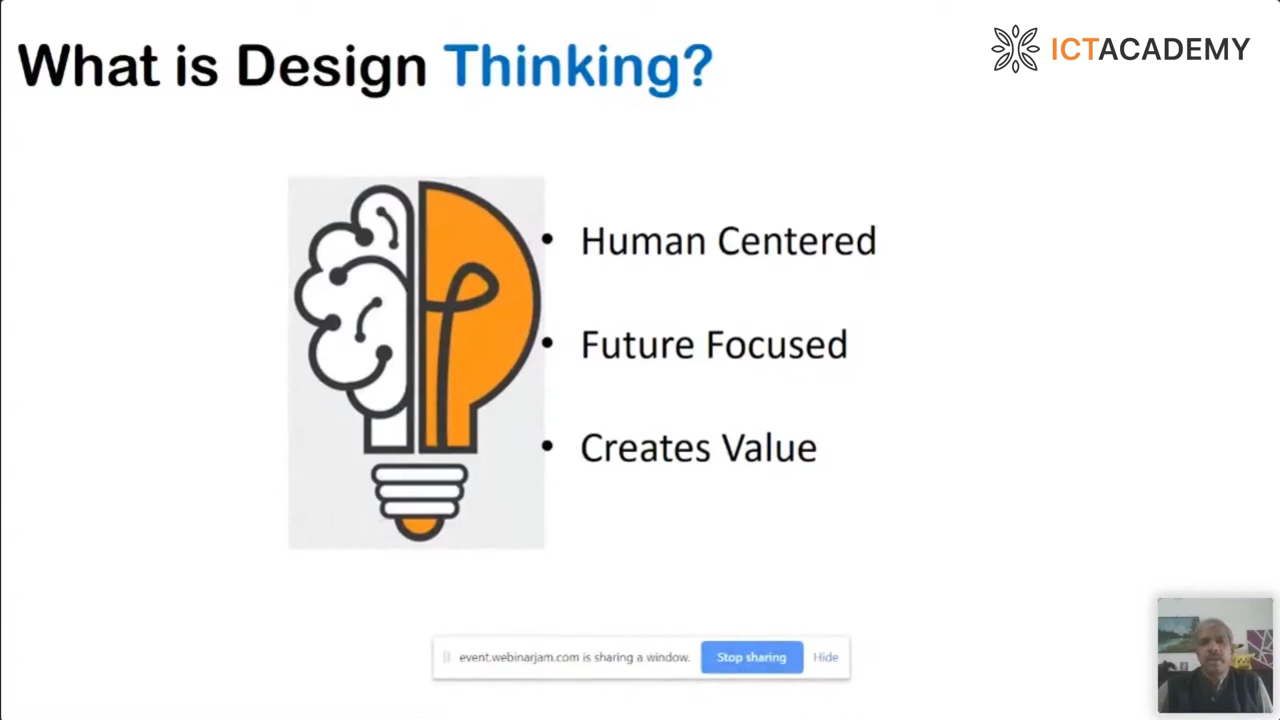 What is Design Thinking?
ICTACADEMY
• Human Centered
• Future Focused
• Creates Value
event.webinarjam.com is sharing a window. Stop sharing Hide